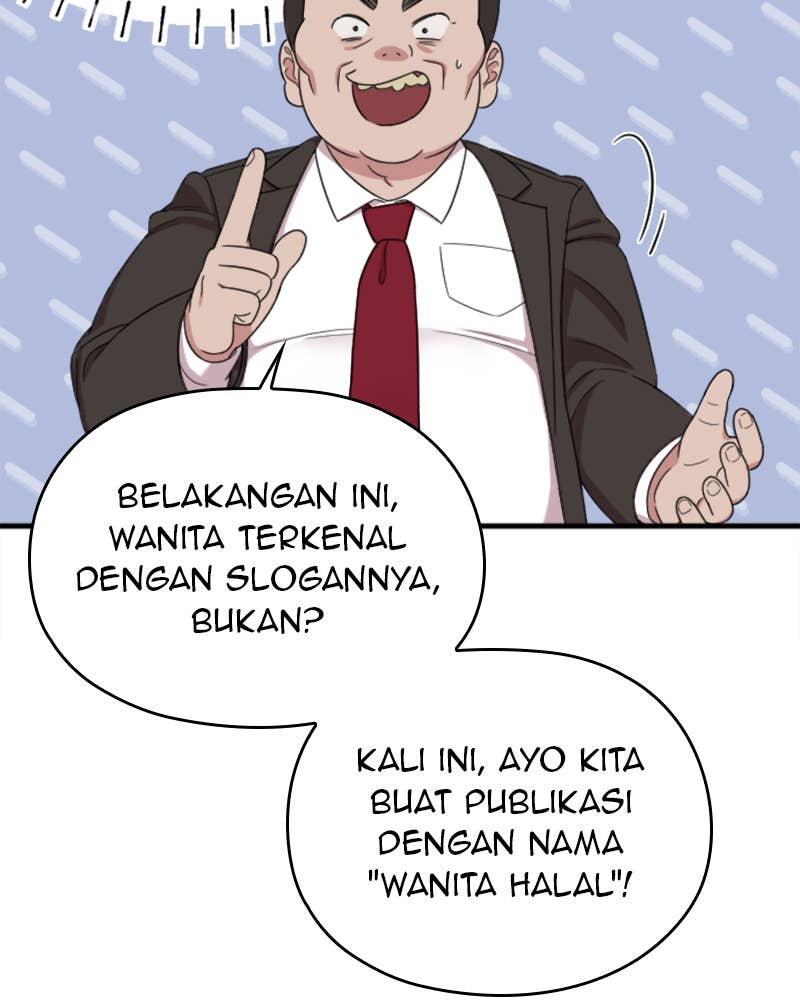 BELAKANGAN INI,
WANITA TERKENAL
DENGAN SLOGANNYA,
BUKAN?
KALI INI, AYO KITA
BUAT PUBLIKASI
DENGAN NAMA
"WANITA HALAL"!